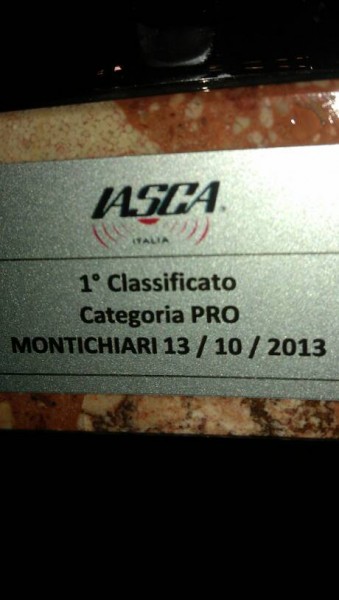 IASCA®
ITALIA
1° Classificato
Categoria PRO
MONTICHIARI 13 / 10 / 2013